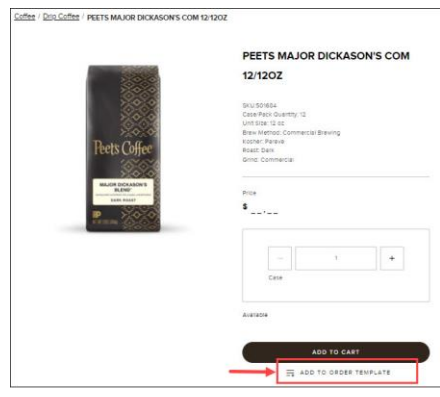 Coffee / Drip Coffee / PEETS MAJOR DICKASON'S COM 12/12OZ
PEETS MAJOR DICKASON'S COM
12/12OZ
SKU:501604
Case Pack Quantity: 12
Unit Size: 12 oz
Brew Method: Commercial Brewing
Kosher: Pareve
Roast: Dark
Grind: Commercial
Peet's Coffee
MAJOR DICKASON'S
BLEND
DARK ROAST
Price
$ __.__
− 1 +
Case
Available
ADD TO CART
ADD TO ORDER TEMPLATE